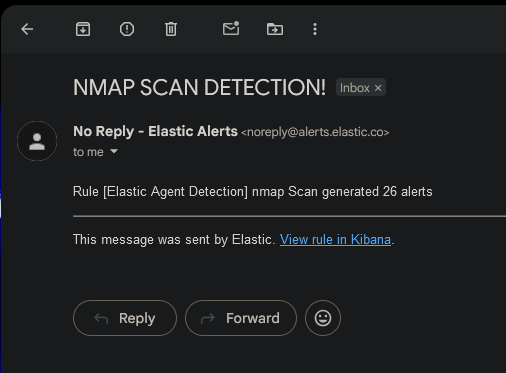 NMAP SCAN DETECTION! Inbox ×
No Reply - Elastic Alerts <noreply@alerts.elastic.co>
to me
Rule [Elastic Agent Detection] nmap Scan generated 26 alerts
This message was sent by Elastic. View rule in Kibana.
Reply Forward